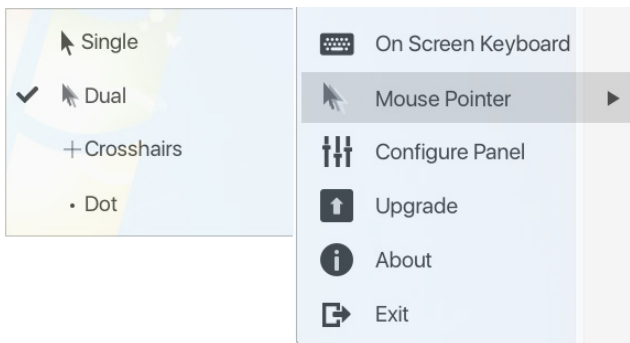 Single
Dual
Crosshairs
Dot
On Screen Keyboard
Mouse Pointer
Configure Panel
Upgrade
About
Exit